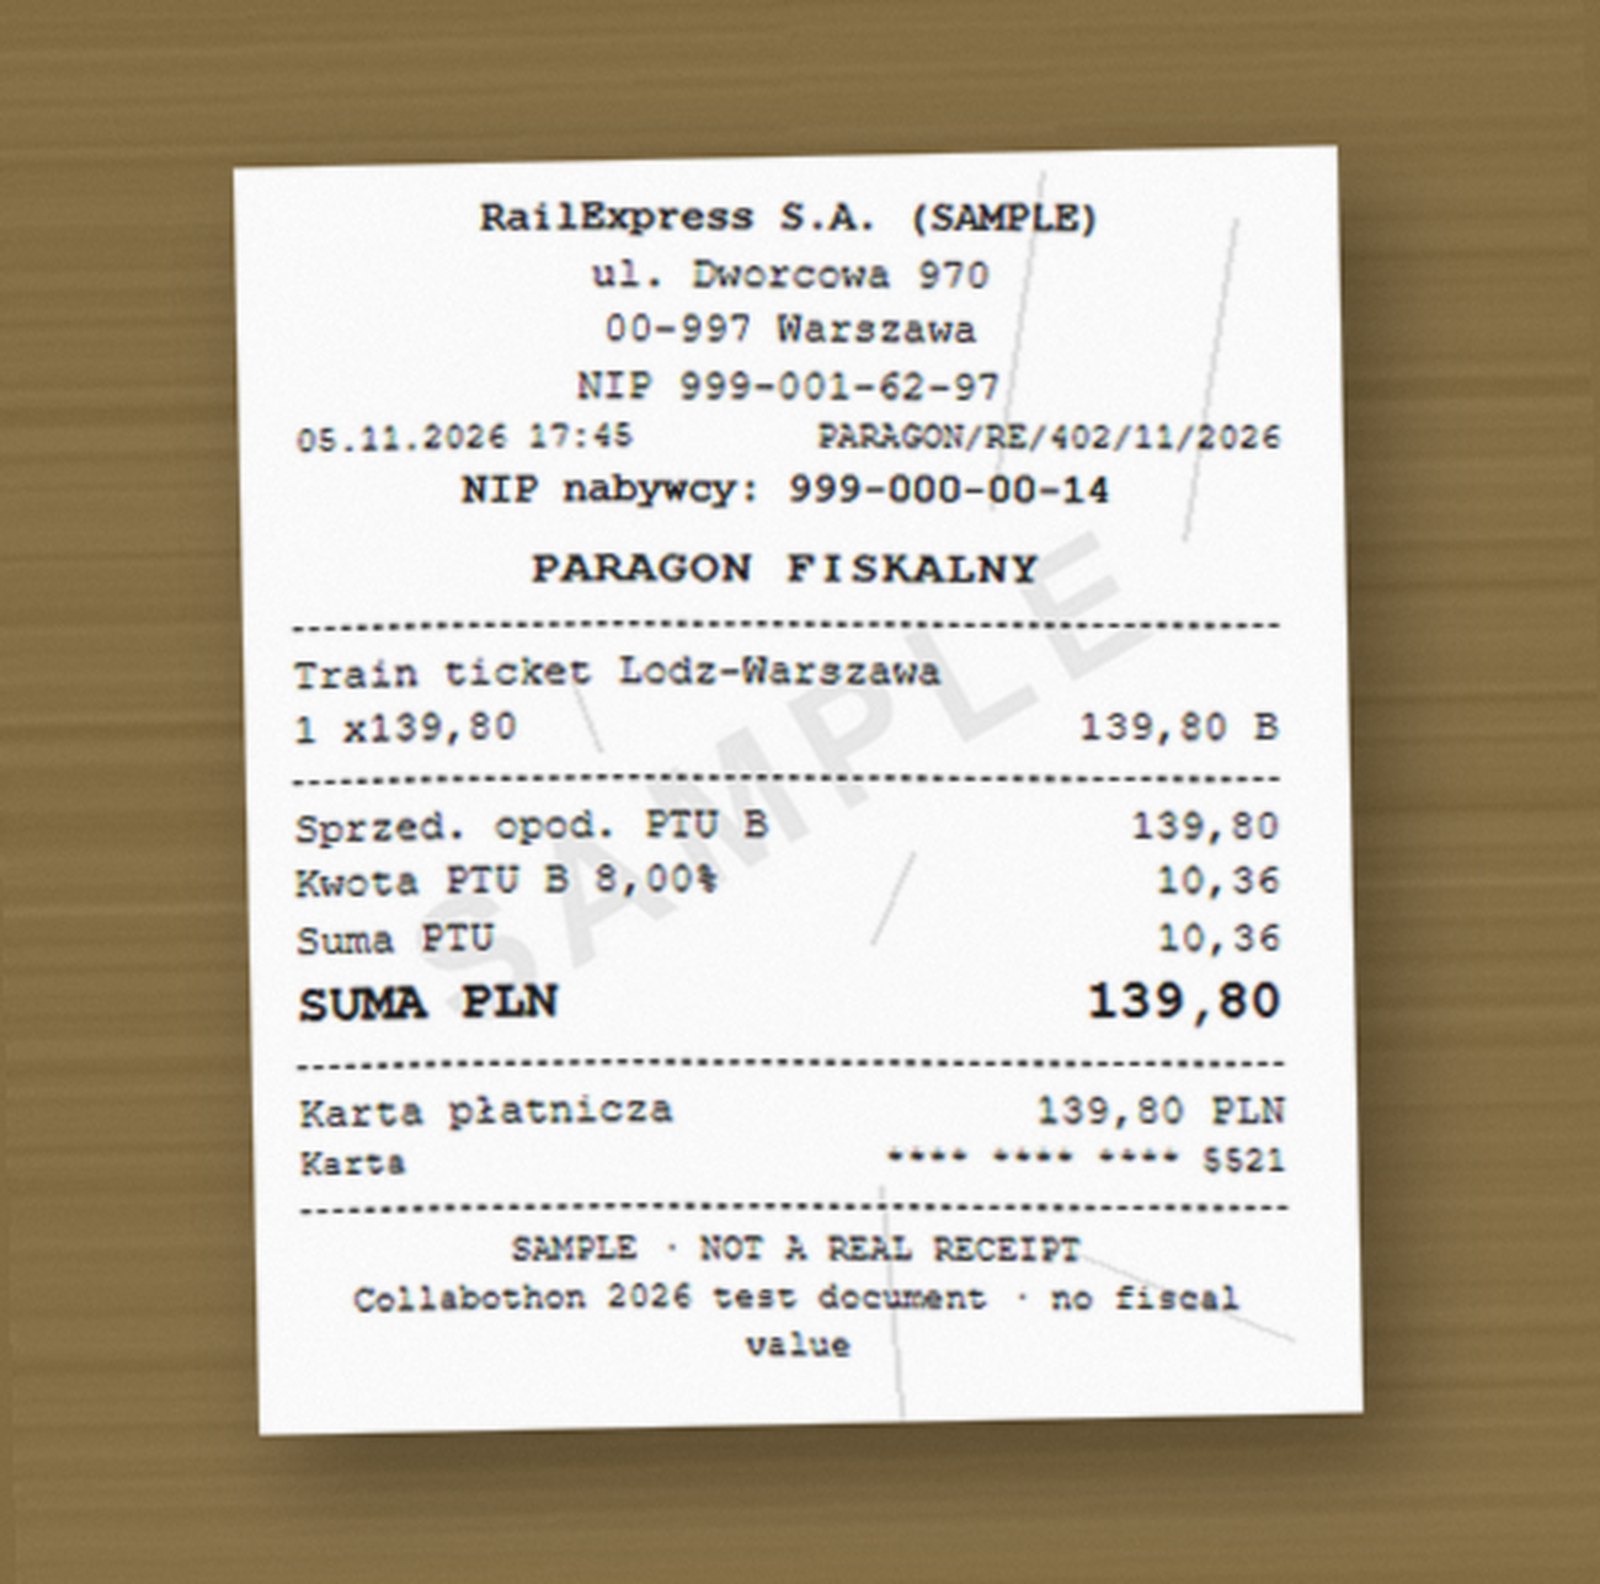 RailExpress S.A. (SAMPLE)
ul. Dworcowa 970
00-997 Warszawa
NIP 999-001-62-97
05.11.2026 17:45 PARAGON/RE/402/11/2026
NIP nabywcy: 999-000-00-14
PARAGON FISKALNY
Train ticket Lodz-Warszawa
1 x139,80 139,80 B
Sprzed. opod. PTU B 139,80
Kwota PTU B 8,00% 10,36
Suma PTU 10,36
SUMA PLN 139,80
Karta płatnicza 139,80 PLN
Karta **** **** **** 5521
SAMPLE · NOT A REAL RECEIPT
Collabothon 2026 test document · no fiscal
value
SAMPLE